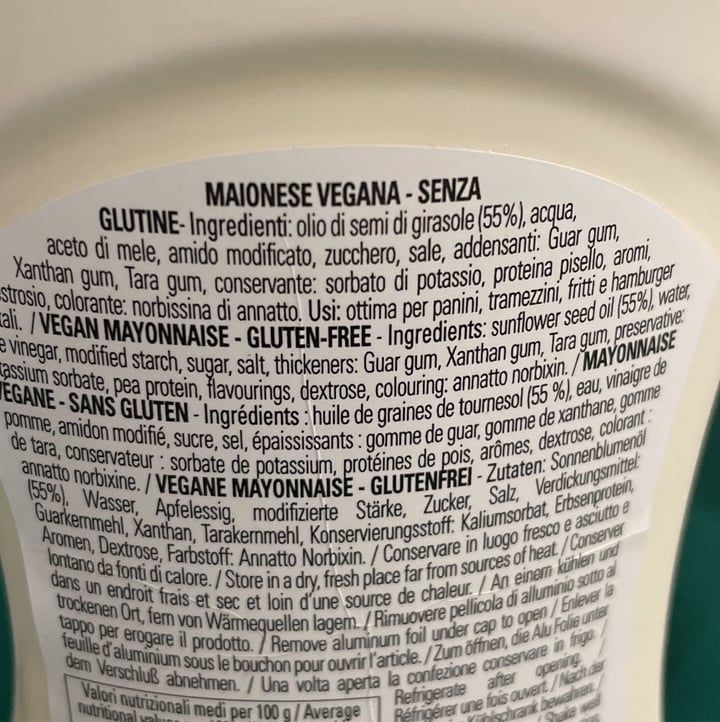 MAIONESE VEGANA - SENZA
GLUTINE- Ingredienti: olio di semi di girasole (55%), acqua,
aceto di mele, amido modificato, zucchero, sale, addensanti: Guar gum,
Xanthan gum, Tara gum, conservante: sorbato di potassio, proteina pisello, aromi,
strosio, colorante: norbissina di annatto. Usi: ottima per panini, tramezzini, fritti e hamburger
ali. / VEGAN MAYONNAISE - GLUTEN-FREE - Ingredients: sunflower seed oil (55%), water,
e vinegar, modified starch, sugar, salt, thickeners: Guar gum, Xanthan gum, Tara gum, preservative:
tassium sorbate, pea protein, flavourings, dextrose, colouring: annatto norbixin. / MAYONNAISE
VEGANE - SANS GLUTEN - Ingrédients : huile de graines de tournesol (55 %), eau, vinaigre de
pomme, amidon modifié, sucre, sel, épaississants : gomme de guar, gomme de xanthane, gomme
de tara, conservateur : sorbate de potassium, protéines de pois, arômes, dextrose, colorant :
annatto norbixine. / VEGANE MAYONNAISE - GLUTENFREI - Zutaten: Sonnenblumenöl
(55%), Wasser, Apfelessig, modifizierte Stärke, Zucker, Salz, Verdickungsmittel:
Guarkernmehl, Xanthan, Tarakernmehl, Konservierungsstoff: Kaliumsorbat, Erbsenprotein,
Aromen, Dextrose, Farbstoff: Annatto Norbixin. / Conservare in luogo fresco e asciutto e
lontano da fonti di calore. / Store in a dry, fresh place far from sources of heat. / Conserver
dans un endroit frais et sec et loin d'une source de chaleur. / An einem kühlen und
trockenen Ort, fern von Wärmequellen lagern. / Rimuovere pellicola di alluminio sotto al
tappo per erogare il prodotto. / Remove aluminum foil under cap to open / Enlever la
feuille d'aluminium sous le bouchon pour ouvrir l'article. / Zum öffnen, die Alu Folie unter
dem Verschluß abnehmen. / Una volta aperta la confezione conservare in frigo. /
Refrigerate after opening.
Réfrigérer une fois ouvert. / Nach der
Kühlschrank bewahren.
Shake well
Valori nutrizionali medi per 100 g / Average
nutritional